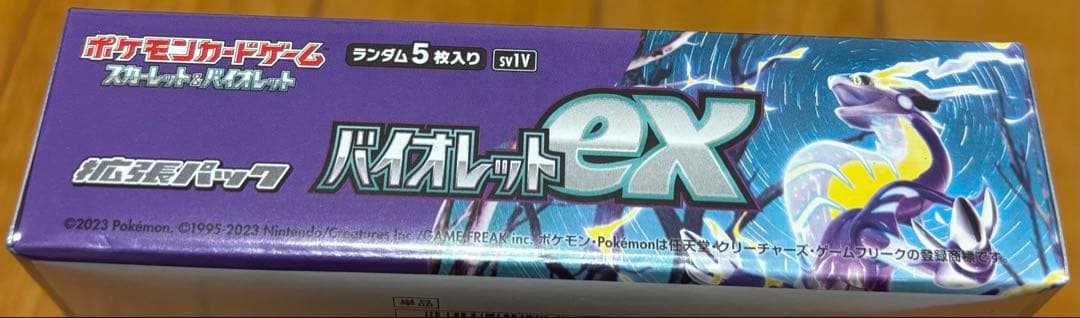 ポケモンカードゲーム
スカーレット&バイオレット
ランダム5枚入り SV1V
拡張パック
バイオレットex
©2023 Pokémon. ©1995-2023 Nintendo/Creatures Inc./GAME FREAK inc. ポケモン・Pokémonは任天堂・クリーチャーズ・ゲームフリークの登録商標です。
単品